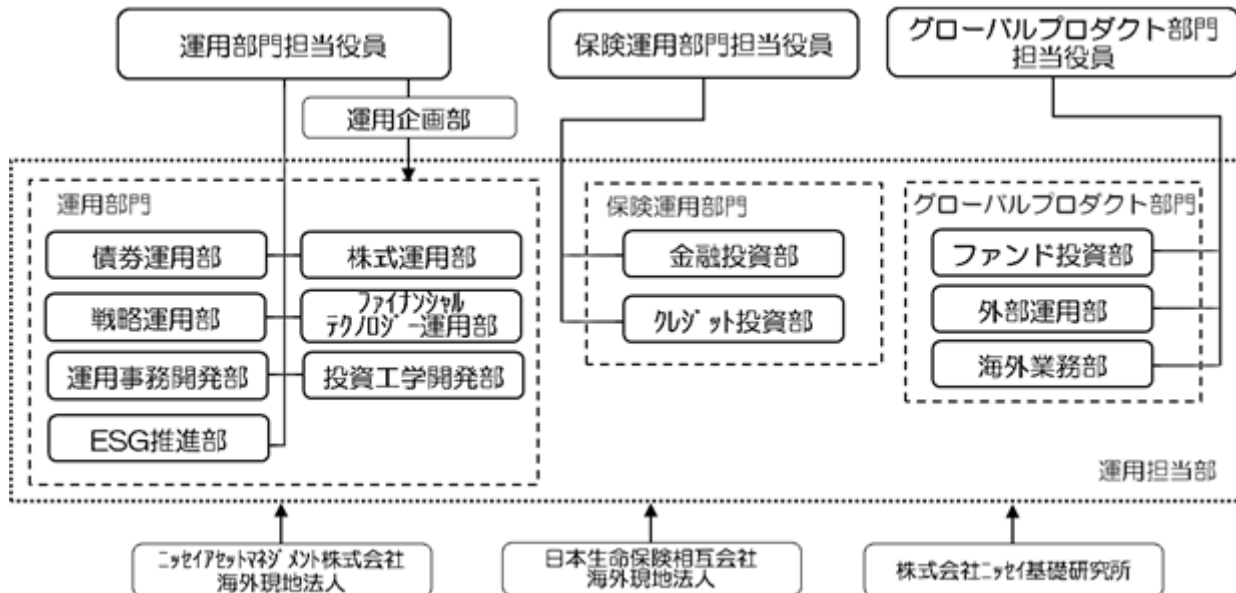 運用部門担当役員
保険運用部門担当役員
グローバルプロダクト部門
担当役員
運用企画部
運用部門
債券運用部
株式運用部
戦略運用部
ファイナンシャル
テクノロジー運用部
運用事務開発部
投資工学開発部
ESG推進部
保険運用部門
金融投資部
クレジット投資部
グローバルプロダクト部門
ファンド投資部
外部運用部
海外業務部
運用担当部
ニッセイアセットマネジメント株式会社
海外現地法人
日本生命保険相互会社
海外現地法人
株式会社ニッセイ基礎研究所